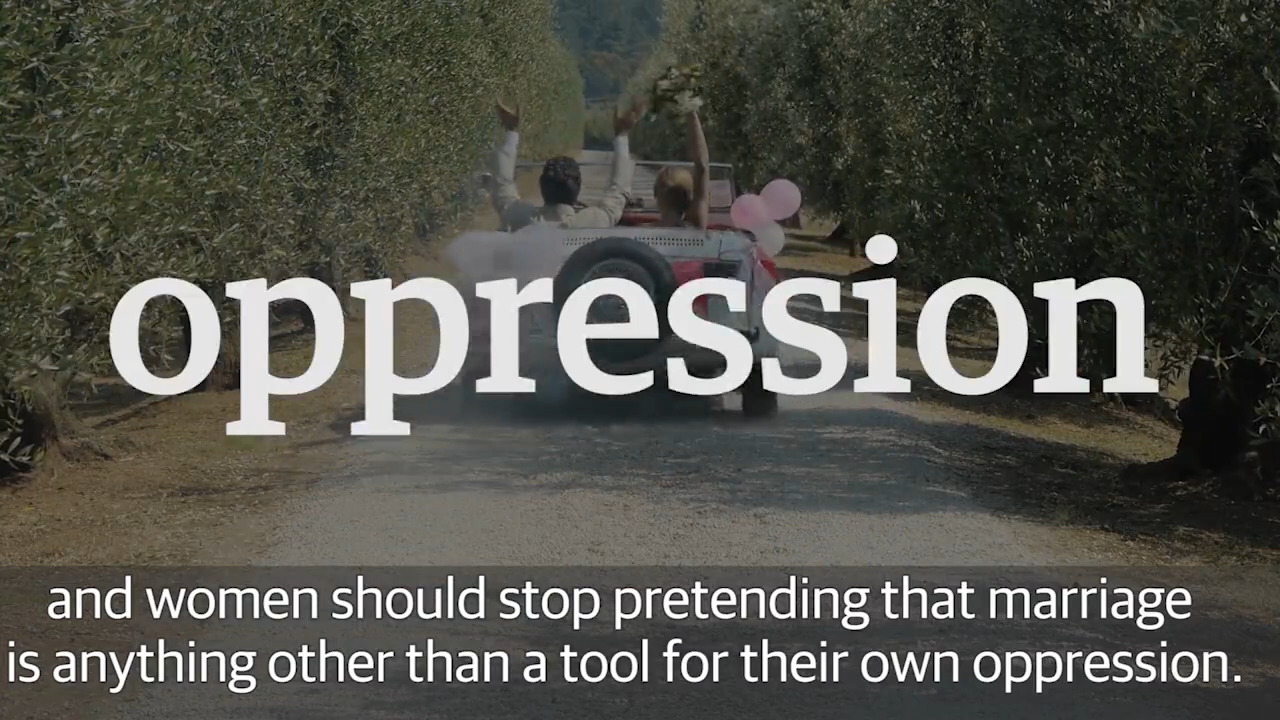 oppression
and women should stop pretending that marriage
is anything other than a tool for their own oppression.